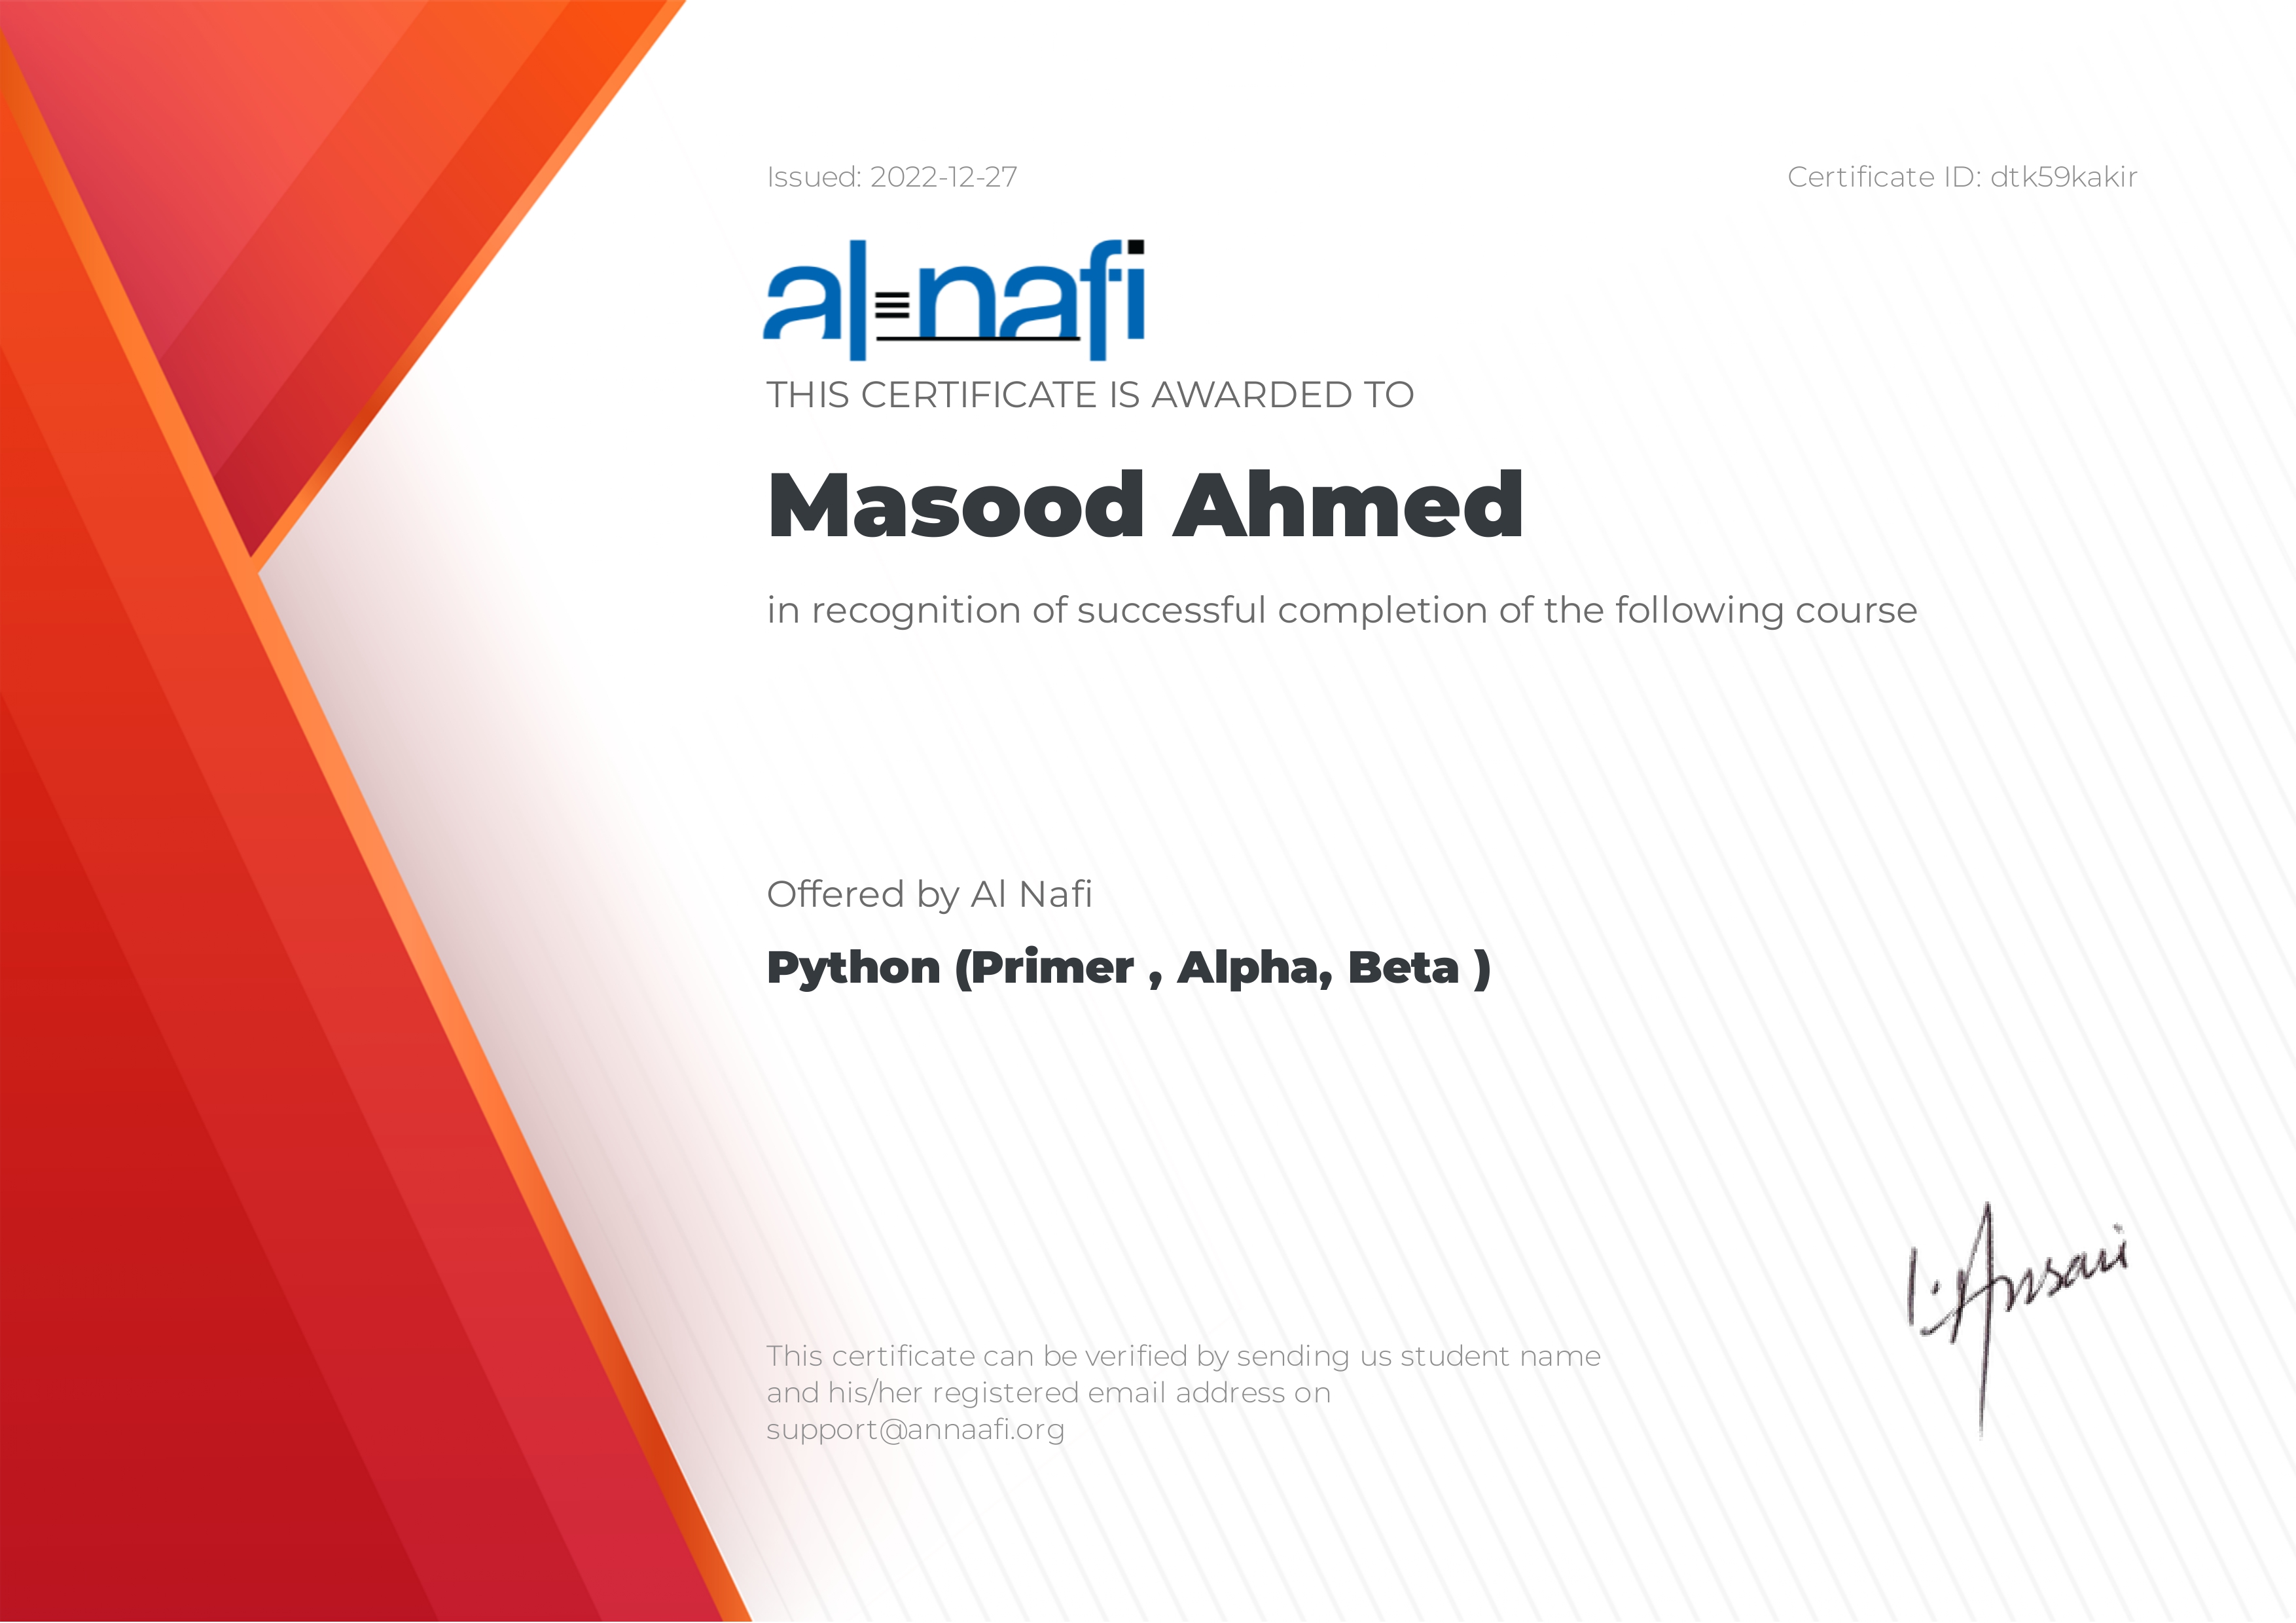 Issued: 2022-12-27
Certificate ID: dtk59kakir
al-nafi
THIS CERTIFICATE IS AWARDED TO
Masood Ahmed
in recognition of successful completion of the following course
Offered by Al Nafi
Python (Primer , Alpha, Beta )
I. Ansari
This certificate can be verified by sending us student name
and his/her registered email address on
support@annaafi.org